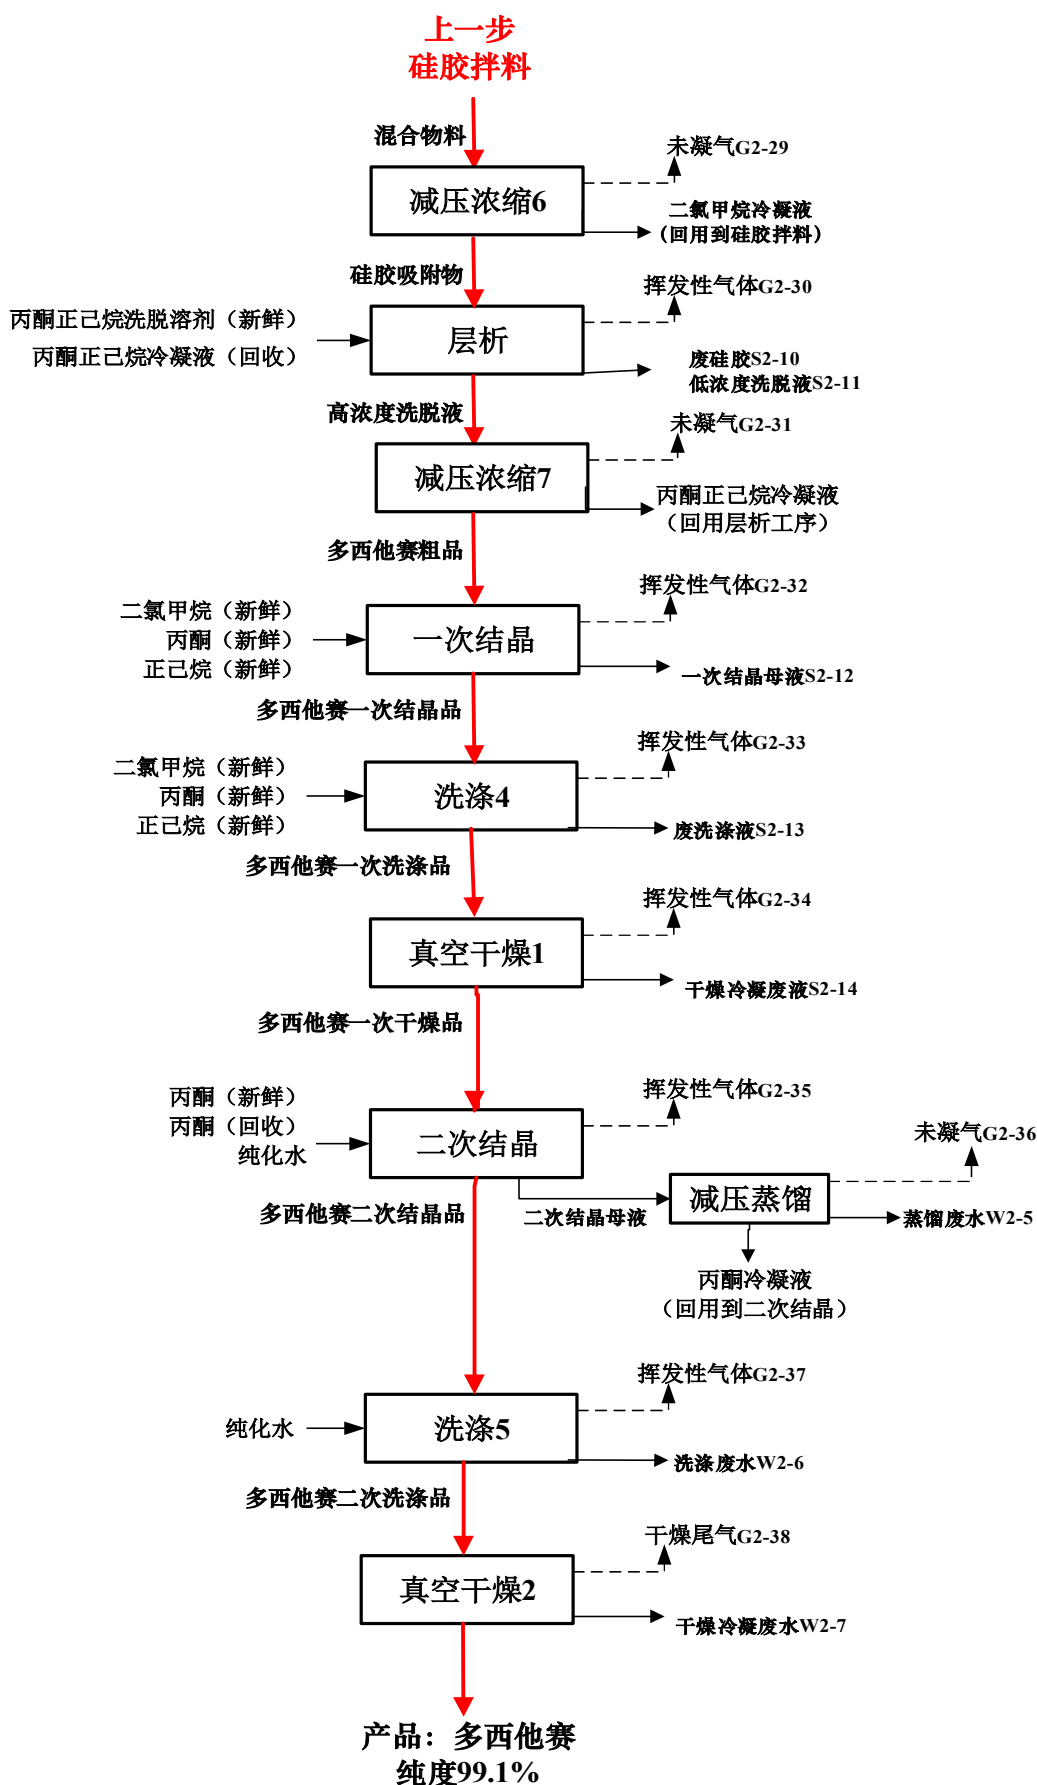 上一步
硅胶拌料
混合物料
未凝气G2-29
减压浓缩6
二氯甲烷冷凝液
（回用到硅胶拌料）
硅胶吸附物
挥发性气体G2-30
丙酮正己烷洗脱溶剂（新鲜）
丙酮正己烷冷凝液（回收）
层析
废硅胶S2-10
低浓度洗脱液S2-11
高浓度洗脱液
未凝气G2-31
减压浓缩7
丙酮正己烷冷凝液
（回用层析工序）
多西他赛粗品
挥发性气体G2-32
二氯甲烷（新鲜）
丙酮（新鲜）
正己烷（新鲜）
一次结晶
一次结晶母液S2-12
多西他赛一次结晶品
挥发性气体G2-33
二氯甲烷（新鲜）
丙酮（新鲜）
正己烷（新鲜）
洗涤4
废洗涤液S2-13
多西他赛一次洗涤品
挥发性气体G2-34
真空干燥1
干燥冷凝废液S2-14
多西他赛一次干燥品
挥发性气体G2-35
丙酮（新鲜）
丙酮（回收）
纯化水
二次结晶
未凝气G2-36
多西他赛二次结晶品
二次结晶母液
减压蒸馏
蒸馏废水W2-5
丙酮冷凝液
（回用到二次结晶）
挥发性气体G2-37
纯化水
洗涤5
洗涤废水W2-6
多西他赛二次洗涤品
干燥尾气G2-38
真空干燥2
干燥冷凝废水W2-7
产品：多西他赛
纯度99.1%